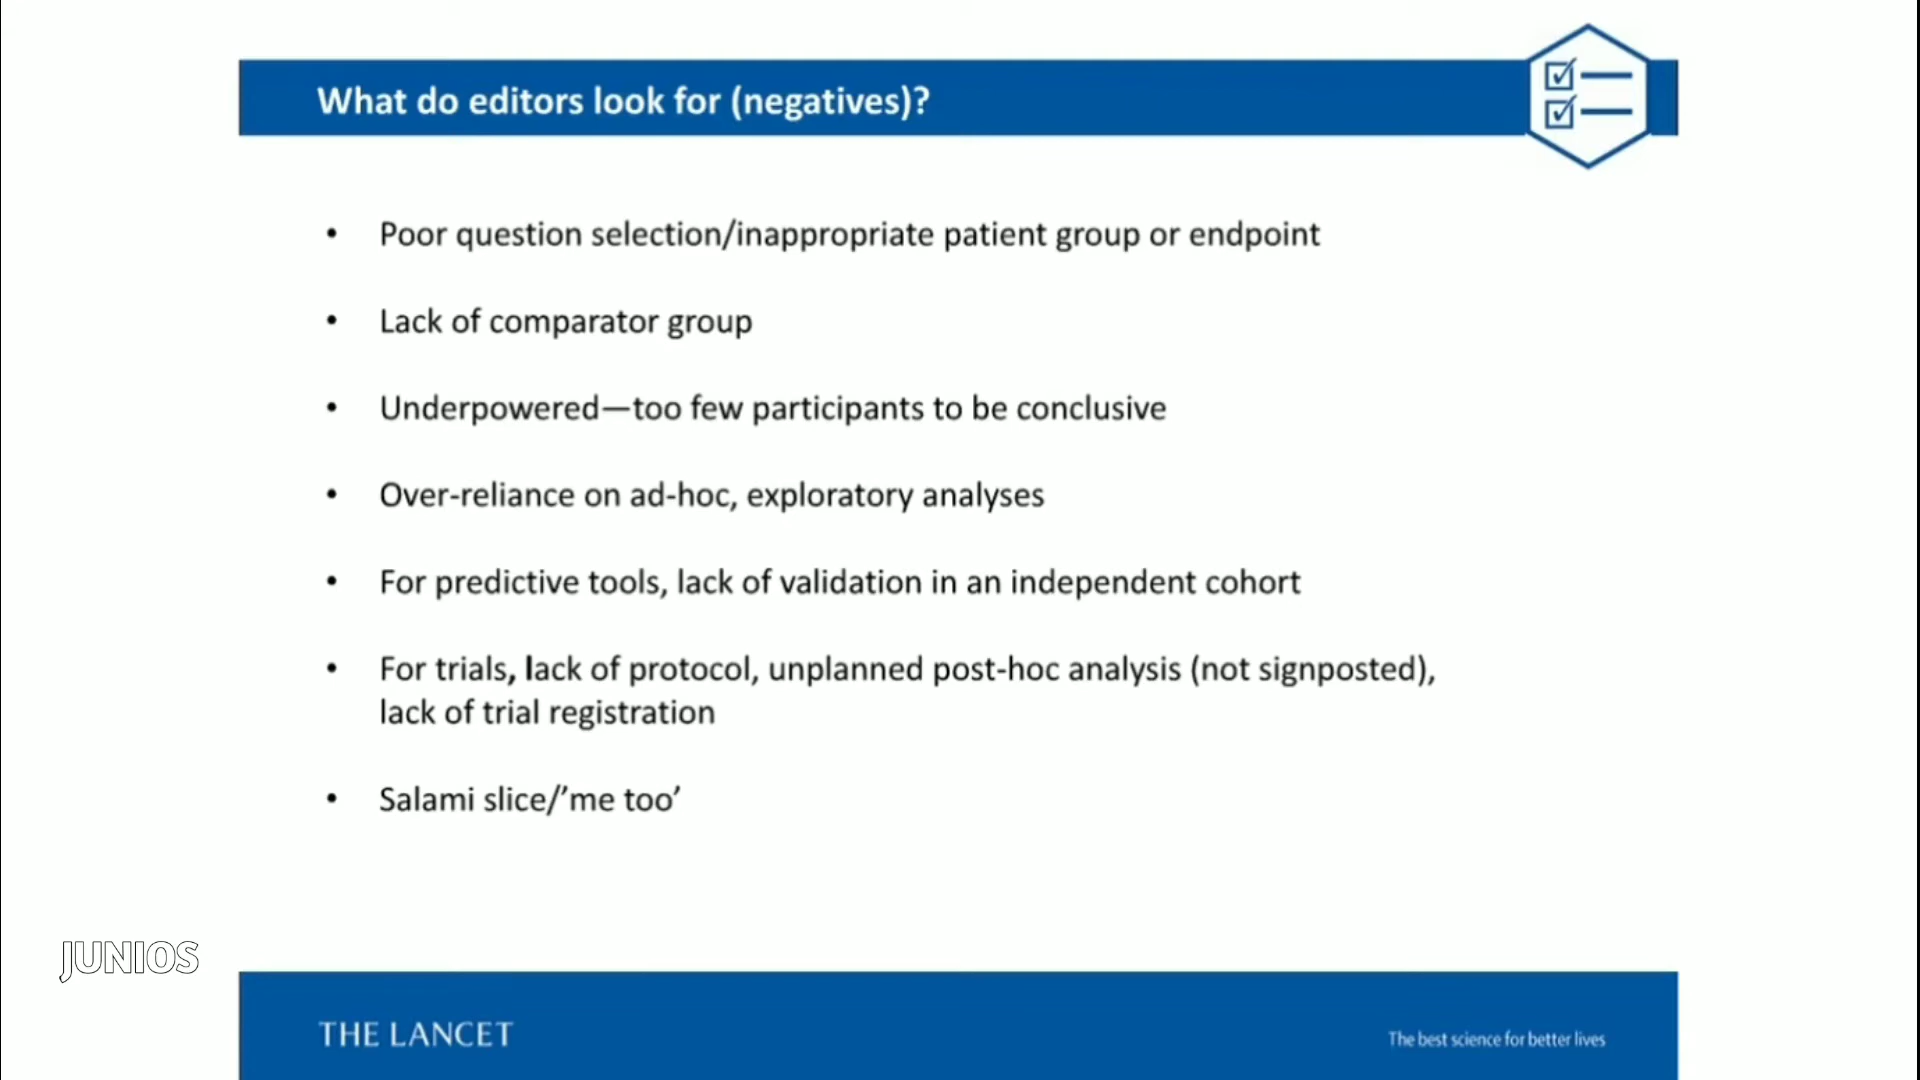 What do editors look for (negatives)?
• Poor question selection/inappropriate patient group or endpoint
• Lack of comparator group
• Underpowered—too few participants to be conclusive
• Over-reliance on ad-hoc, exploratory analyses
• For predictive tools, lack of validation in an independent cohort
• For trials, lack of protocol, unplanned post-hoc analysis (not signposted),
lack of trial registration
• Salami slice/’me too’
JUNIOS
THE LANCET
The best science for better lives